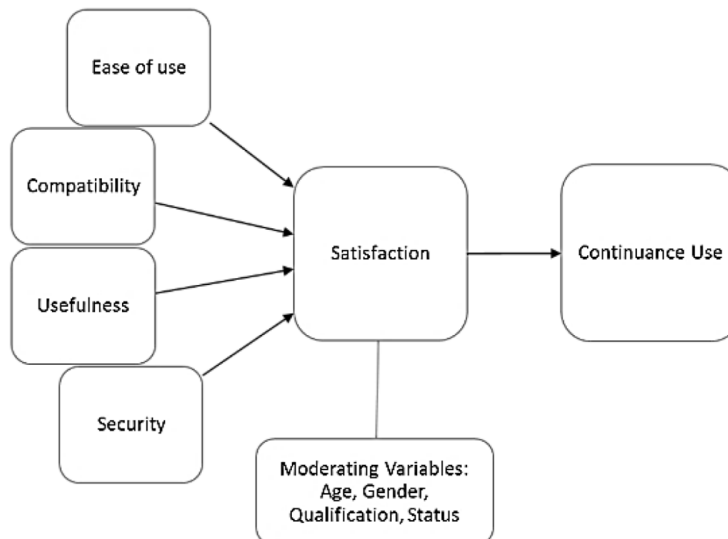 Ease of use
Compatibility
Usefulness
Security
Satisfaction
Continuance Use
Moderating Variables:
Age, Gender,
Qualification, Status